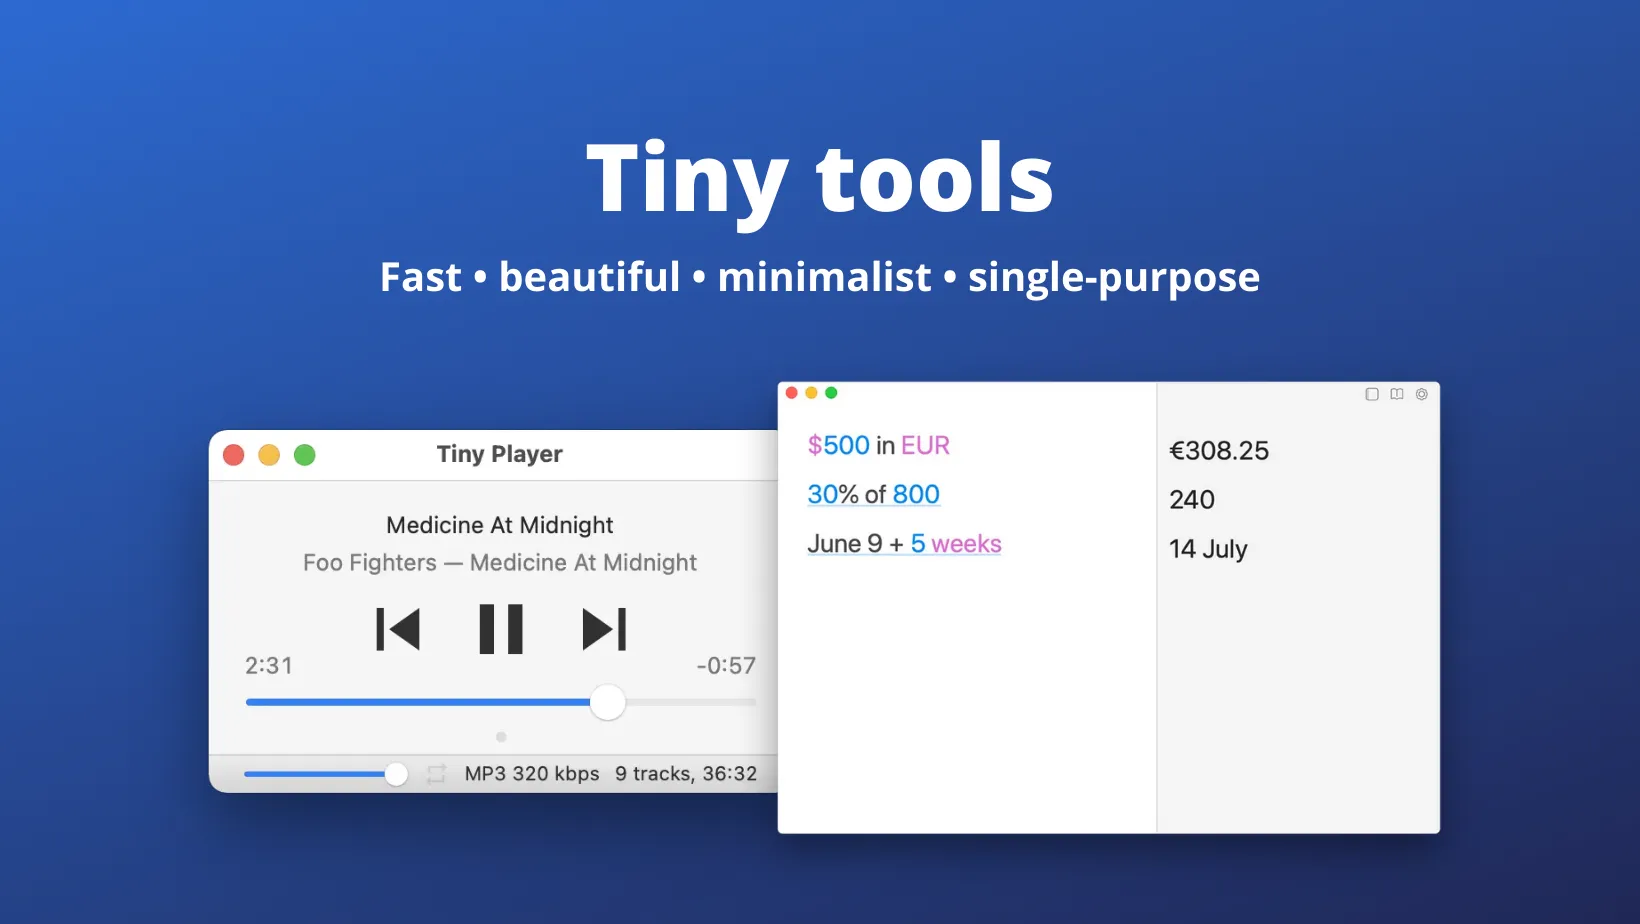 Tiny tools
Fast • beautiful • minimalist • single-purpose
Tiny Player
Medicine At Midnight
Foo Fighters — Medicine At Midnight
2:31
-0:57
MP3 320 kbps 9 tracks, 36:32
$500 in EUR
€308.25
30% of 800
240
June 9 + 5 weeks
14 July